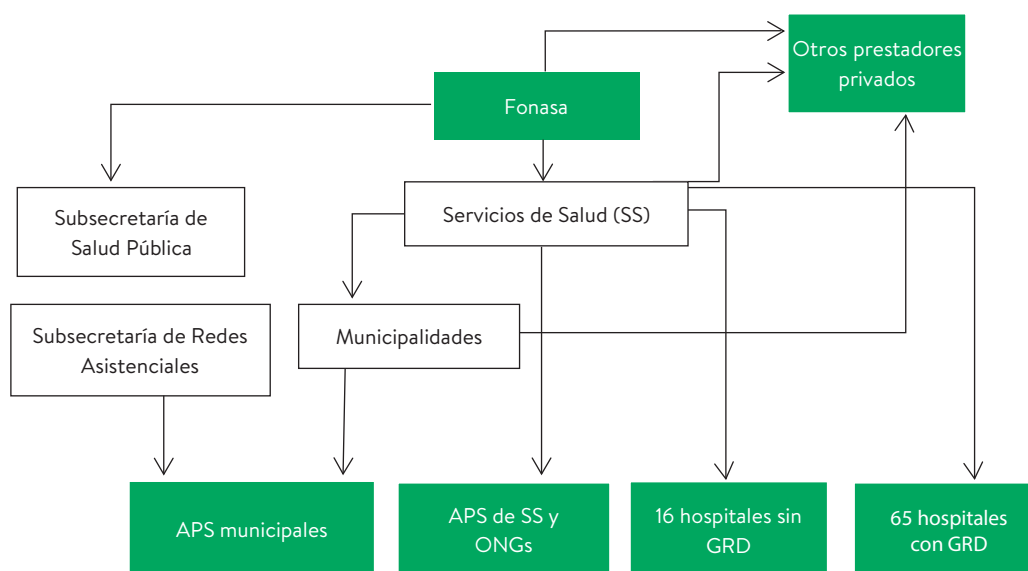 Otros prestadores
privados
Fonasa
Subsecretaría de
Salud Pública
Servicios de Salud (SS)
Subsecretaría de Redes
Asistenciales
Municipalidades
APS municipales
APS de SS y
ONGs
16 hospitales sin
GRD
65 hospitales
con GRD